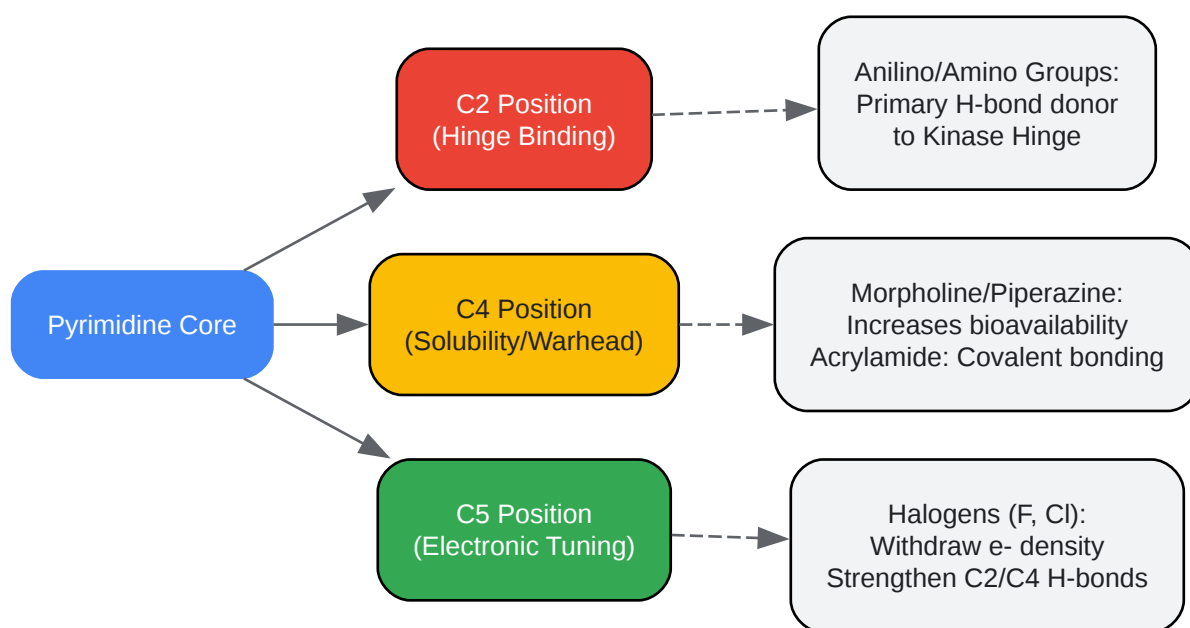 C2 Position
(Hinge Binding)
Anilino/Amino Groups:
Primary H-bond donor
to Kinase Hinge
Pyrimidine Core
C4 Position
(Solubility/Warhead)
Morpholine/Piperazine:
Increases bioavailability
Acrylamide: Covalent bonding
C5 Position
(Electronic Tuning)
Halogens (F, Cl):
Withdraw e- density
Strengthen C2/C4 H-bonds